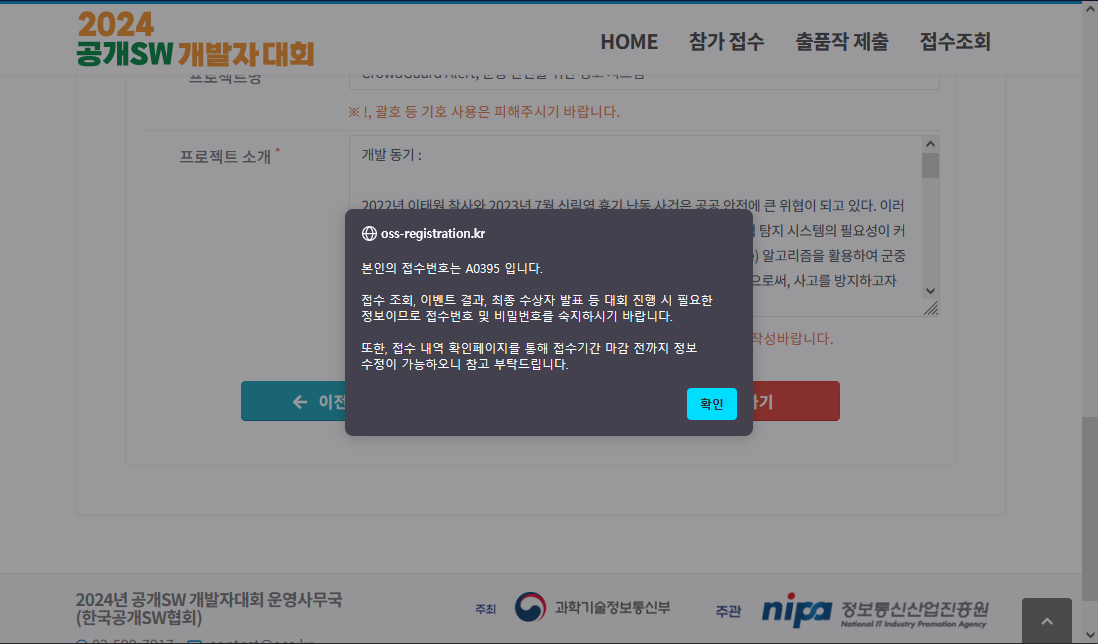 2024
공개SW 개발자대회
HOME 참가 접수 출품작 제출 접수조회
프로젝트명
CrowdGuard Alert, 군중 안전을 위한 경보 시스템
※ !, 괄호 등 기호 사용은 피해주시기 바랍니다.
프로젝트 소개 *
개발 동기 :
2022년 이태원 참사와 2023년 7월 신림역 흉기 난동 사건은 공공 안전에 큰 위협이 되고 있다. 이러
탐지 시스템의 필요성이 커
) 알고리즘을 활용하여 군중
으로써, 사고를 방지하고자
작성바랍니다.
oss-registration.kr
본인의 접수번호는 A0395 입니다.
접수 조회, 이벤트 결과, 최종 수상자 발표 등 대회 진행 시 필요한
정보이므로 접수번호 및 비밀번호를 숙지하시기 바랍니다.
또한, 접수 내역 확인페이지를 통해 접수기간 마감 전까지 정보
수정이 가능하오니 참고 부탁드립니다.
확인
이전
기
2024년 공개SW 개발자대회 운영사무국
(한국공개SW협회)
주최 과학기술정보통신부
주관 nipa 정보통신산업진흥원
National IT Industry Promotion Agency